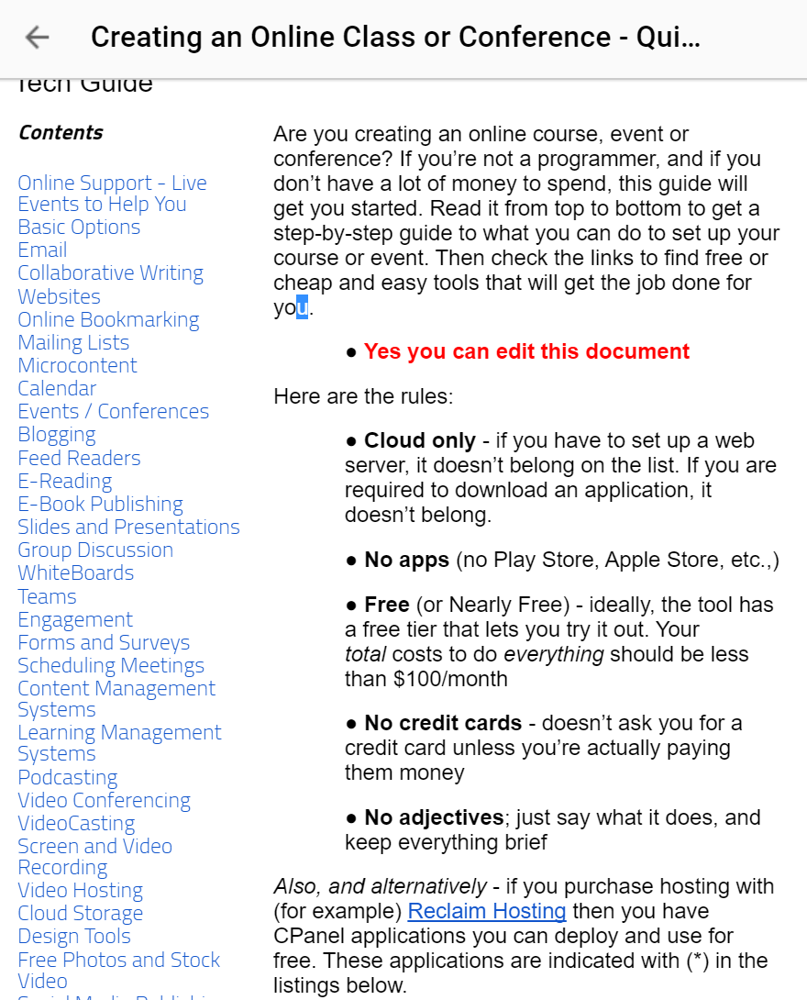 Creating an Online Class or Conference - Qui...
Tech Guide
Contents
Online Support - Live
Events to Help You
Basic Options
Email
Collaborative Writing
Websites
Online Bookmarking
Mailing Lists
Microcontent
Calendar
Events / Conferences
Blogging
Feed Readers
E-Reading
E-Book Publishing
Slides and Presentations
Group Discussion
WhiteBoards
Teams
Engagement
Forms and Surveys
Scheduling Meetings
Content Management
Systems
Learning Management
Systems
Podcasting
Video Conferencing
VideoCasting
Screen and Video
Recording
Video Hosting
Cloud Storage
Design Tools
Free Photos and Stock
Video
Are you creating an online course, event or
conference? If you’re not a programmer, and if you
don’t have a lot of money to spend, this guide will
get you started. Read it from top to bottom to get a
step-by-step guide to what you can do to set up your
course or event. Then check the links to find free or
cheap and easy tools that will get the job done for
you.
● Yes you can edit this document
Here are the rules:
● Cloud only - if you have to set up a web
server, it doesn’t belong on the list. If you are
required to download an application, it
doesn’t belong.
● No apps (no Play Store, Apple Store, etc.,)
● Free (or Nearly Free) - ideally, the tool has
a free tier that lets you try it out. Your
total costs to do everything should be less
than $100/month
● No credit cards - doesn’t ask you for a
credit card unless you’re actually paying
them money
● No adjectives; just say what it does, and
keep everything brief
Also, and alternatively - if you purchase hosting with
(for example) Reclaim Hosting then you have
CPanel applications you can deploy and use for
free. These applications are indicated with (*) in the
listings below.